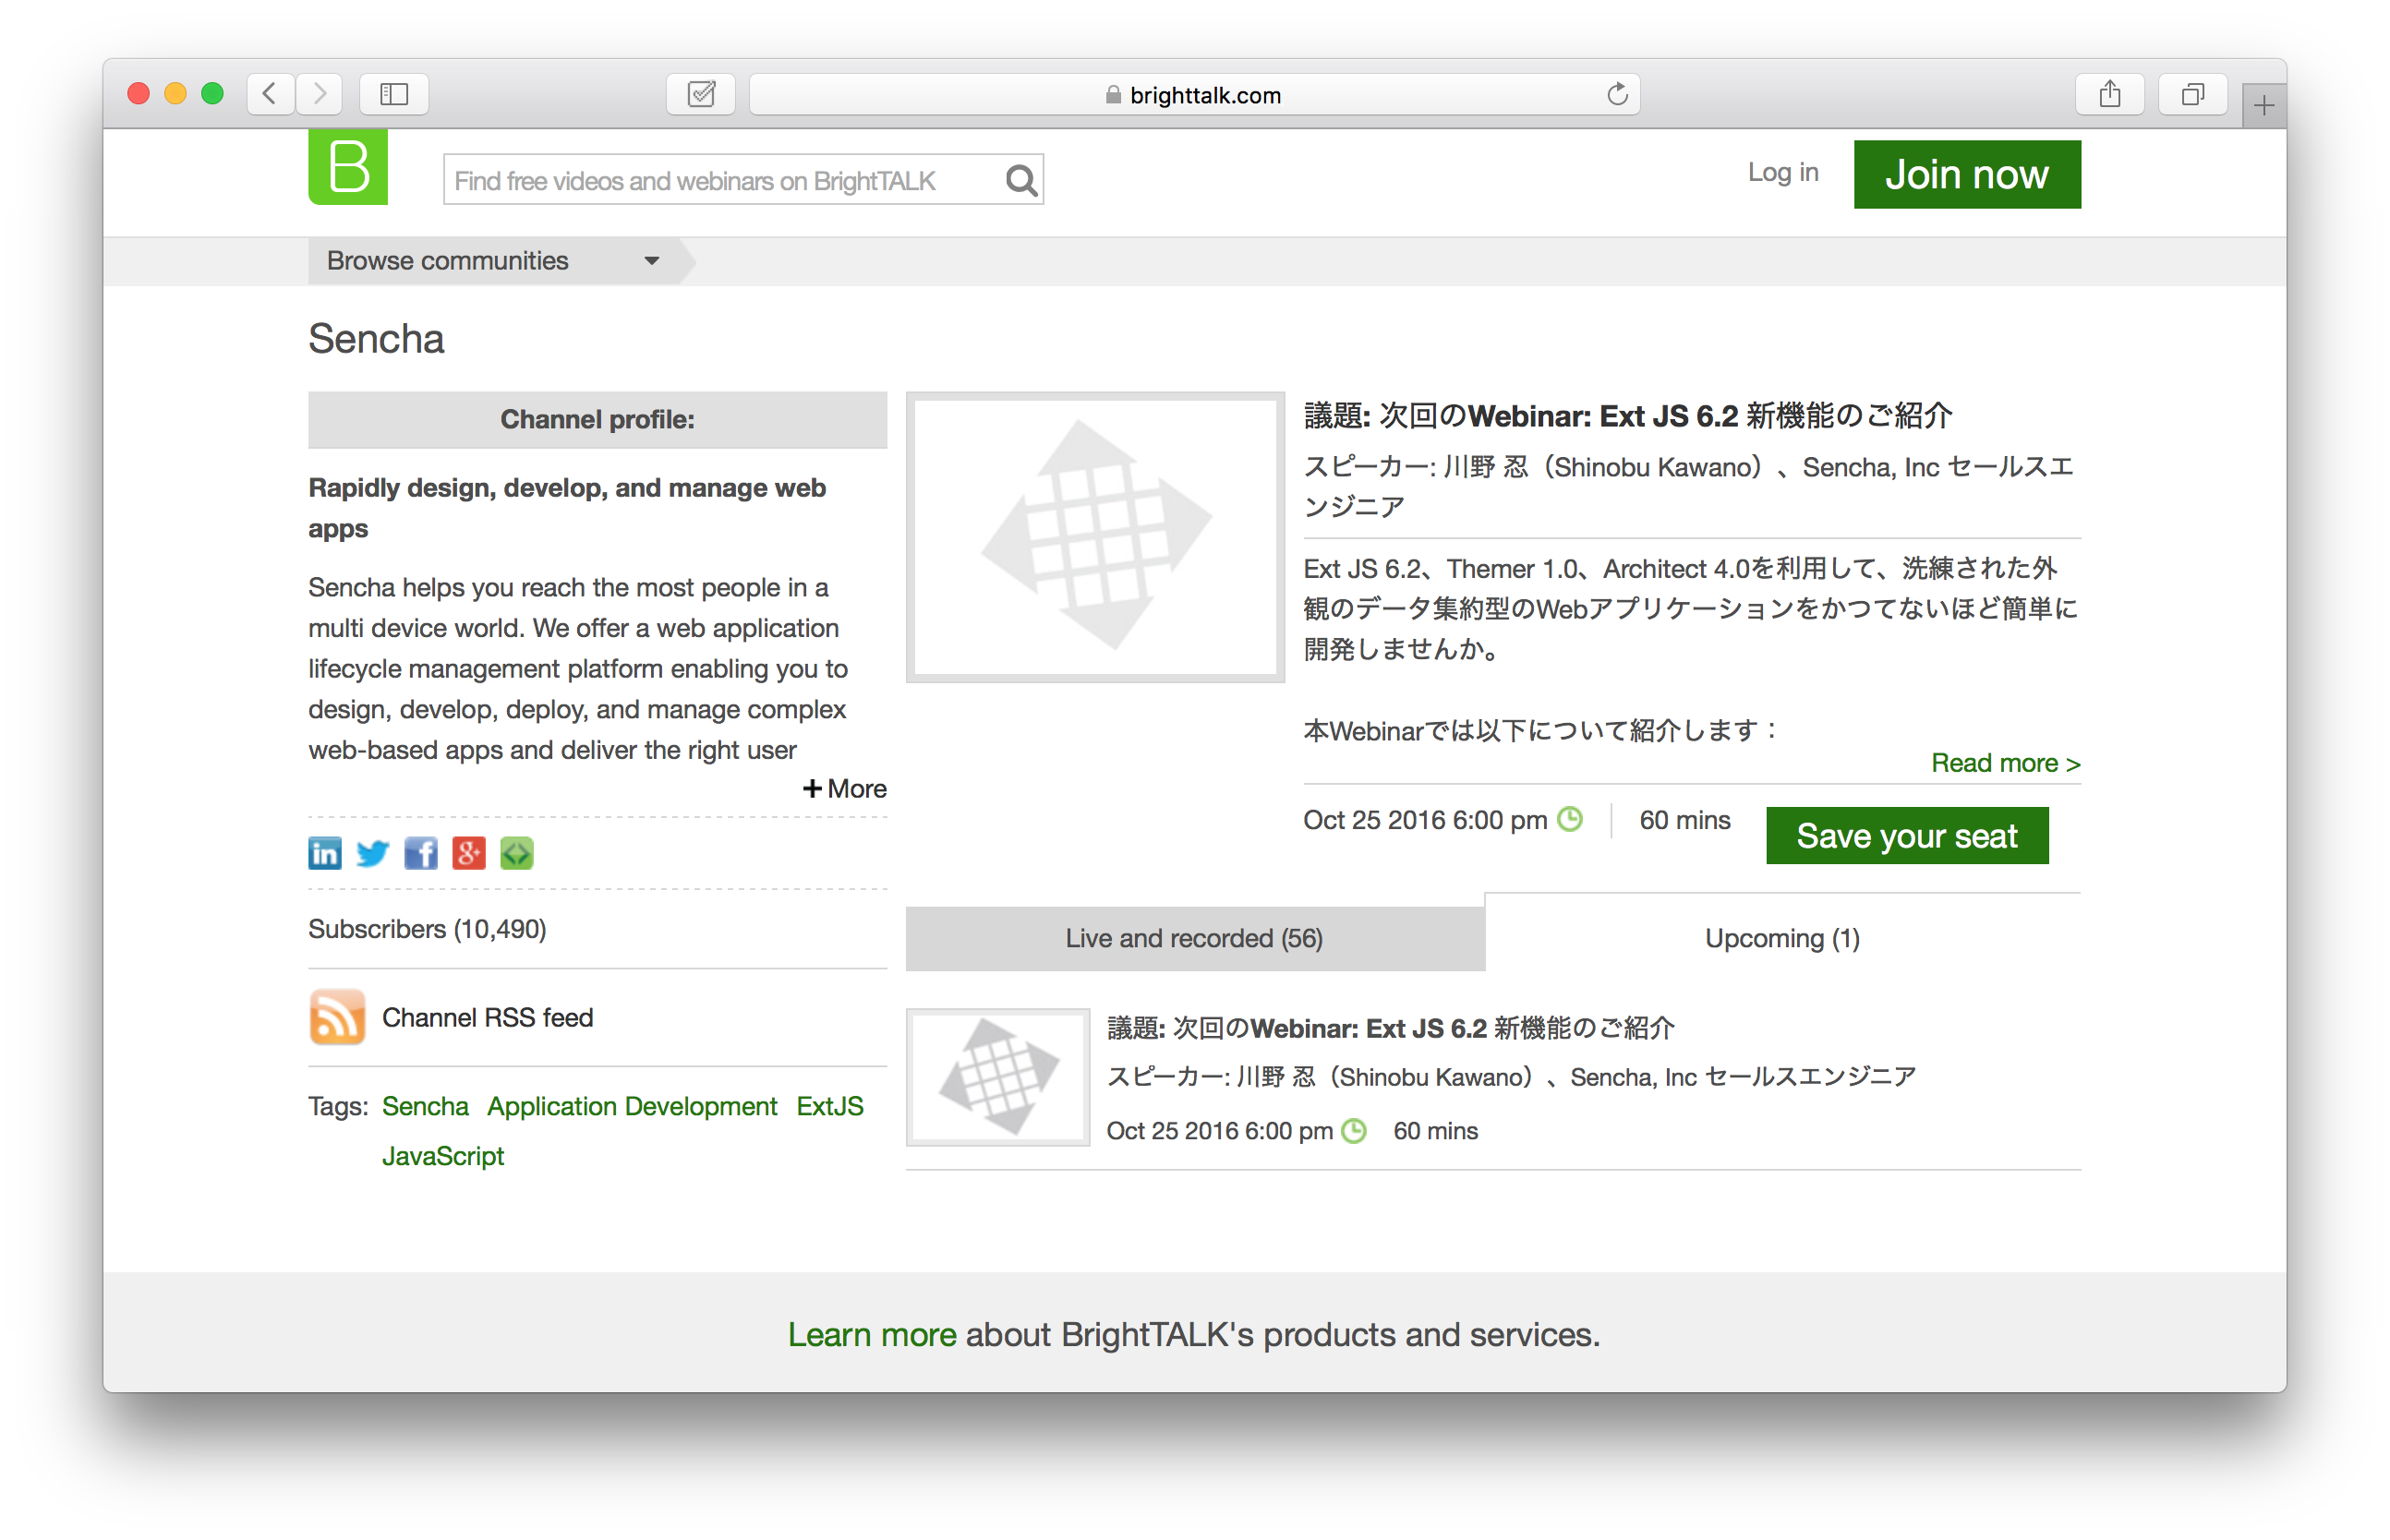 brighttalk.com
B
Find free videos and webinars on BrightTALK
Log in
Join now
Browse communities
Sencha
Channel profile:
Rapidly design, develop, and manage web
apps
Sencha helps you reach the most people in a
multi device world. We offer a web application
lifecycle management platform enabling you to
design, develop, deploy, and manage complex
web-based apps and deliver the right user
+ More
in f g+
Subscribers (10,490)
Channel RSS feed
Tags: Sencha Application Development ExtJS
JavaScript
議題: 次回のWebinar: Ext JS 6.2 新機能のご紹介
スピーカー: 川野 忍（Shinobu Kawano）、Sencha, Inc セールスエ
ンジニア
Ext JS 6.2、Themer 1.0、Architect 4.0を利用して、洗練された外
観のデータ集約型のWebアプリケーションをかつてないほど簡単に
開発しませんか。
本Webinarでは以下について紹介します：
Read more >
Oct 25 2016 6:00 pm 60 mins
Save your seat
Live and recorded (56)
Upcoming (1)
議題: 次回のWebinar: Ext JS 6.2 新機能のご紹介
スピーカー: 川野 忍（Shinobu Kawano）、Sencha, Inc セールスエンジニア
Oct 25 2016 6:00 pm 60 mins
Learn more about BrightTALK's products and services.